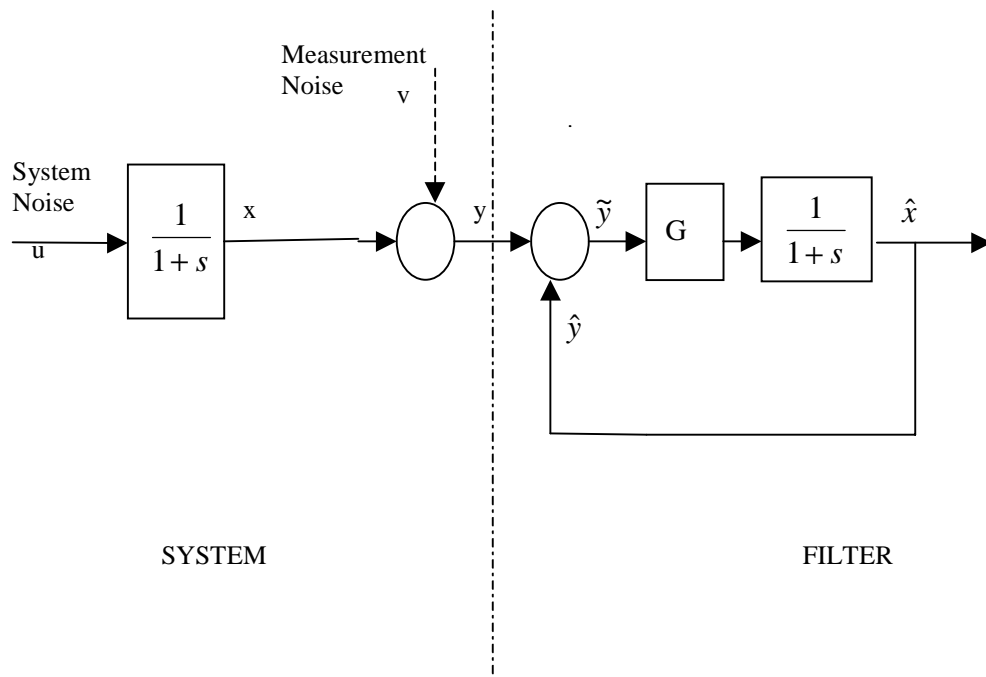 Measurement
Noise
v
System
Noise
u
1
1 + s
x
y
ỹ
G
1
1 + s
x̂
ŷ
SYSTEM
FILTER